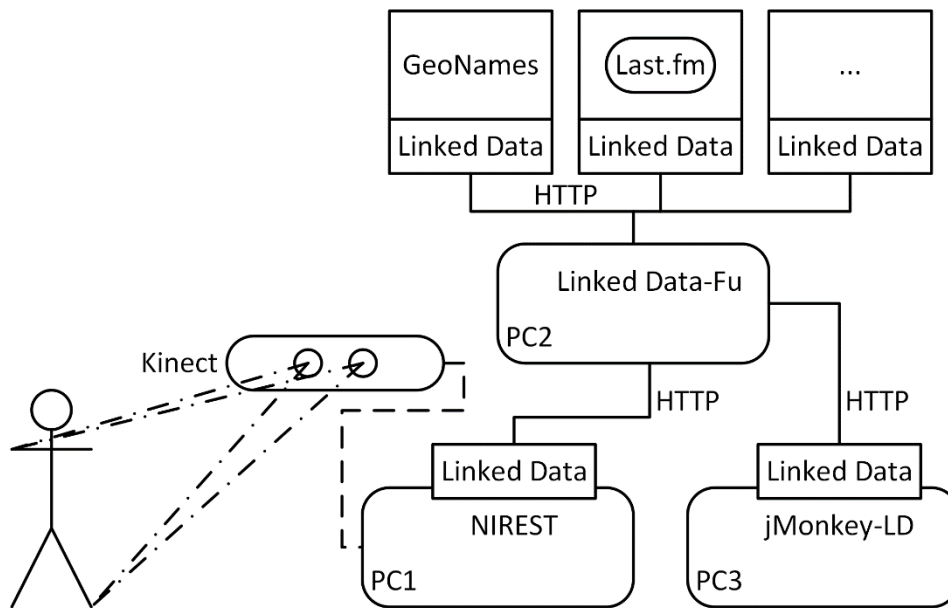 GeoNames
Last.fm
...
Linked Data
Linked Data
Linked Data
HTTP
Linked Data-Fu
PC2
Kinect
HTTP
HTTP
Linked Data
Linked Data
NIREST
jMonkey-LD
PC1
PC3